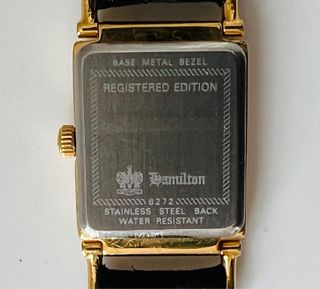 BASE METAL BEZEL
REGISTERED EDITION
Hamilton
6272
STAINLESS STEEL BACK
WATER RESISTANT